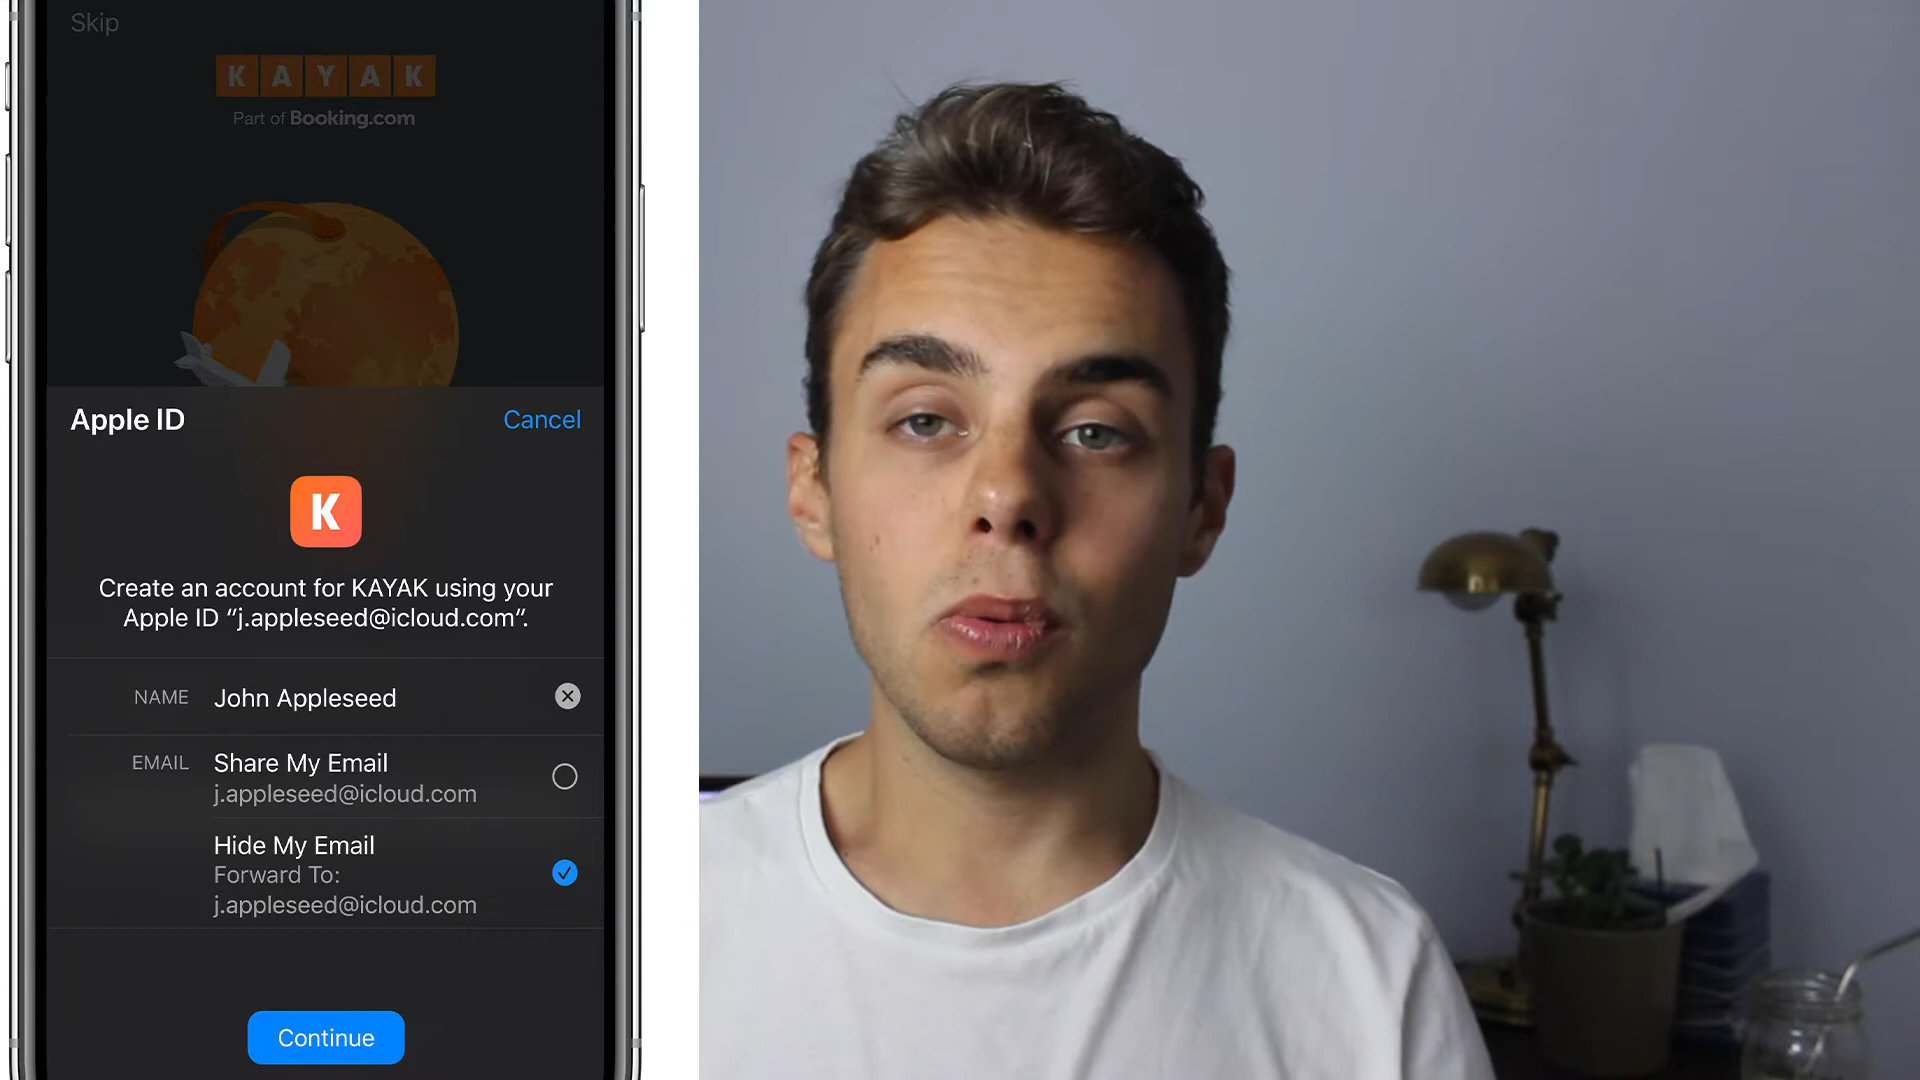 Skip
KAYAK
Part of Booking.com
Apple ID
Cancel
K
Create an account for KAYAK using your
Apple ID “j.appleseed@icloud.com”.
NAME
John Appleseed
EMAIL
Share My Email
j.appleseed@icloud.com
Hide My Email
Forward To:
j.appleseed@icloud.com
Continue